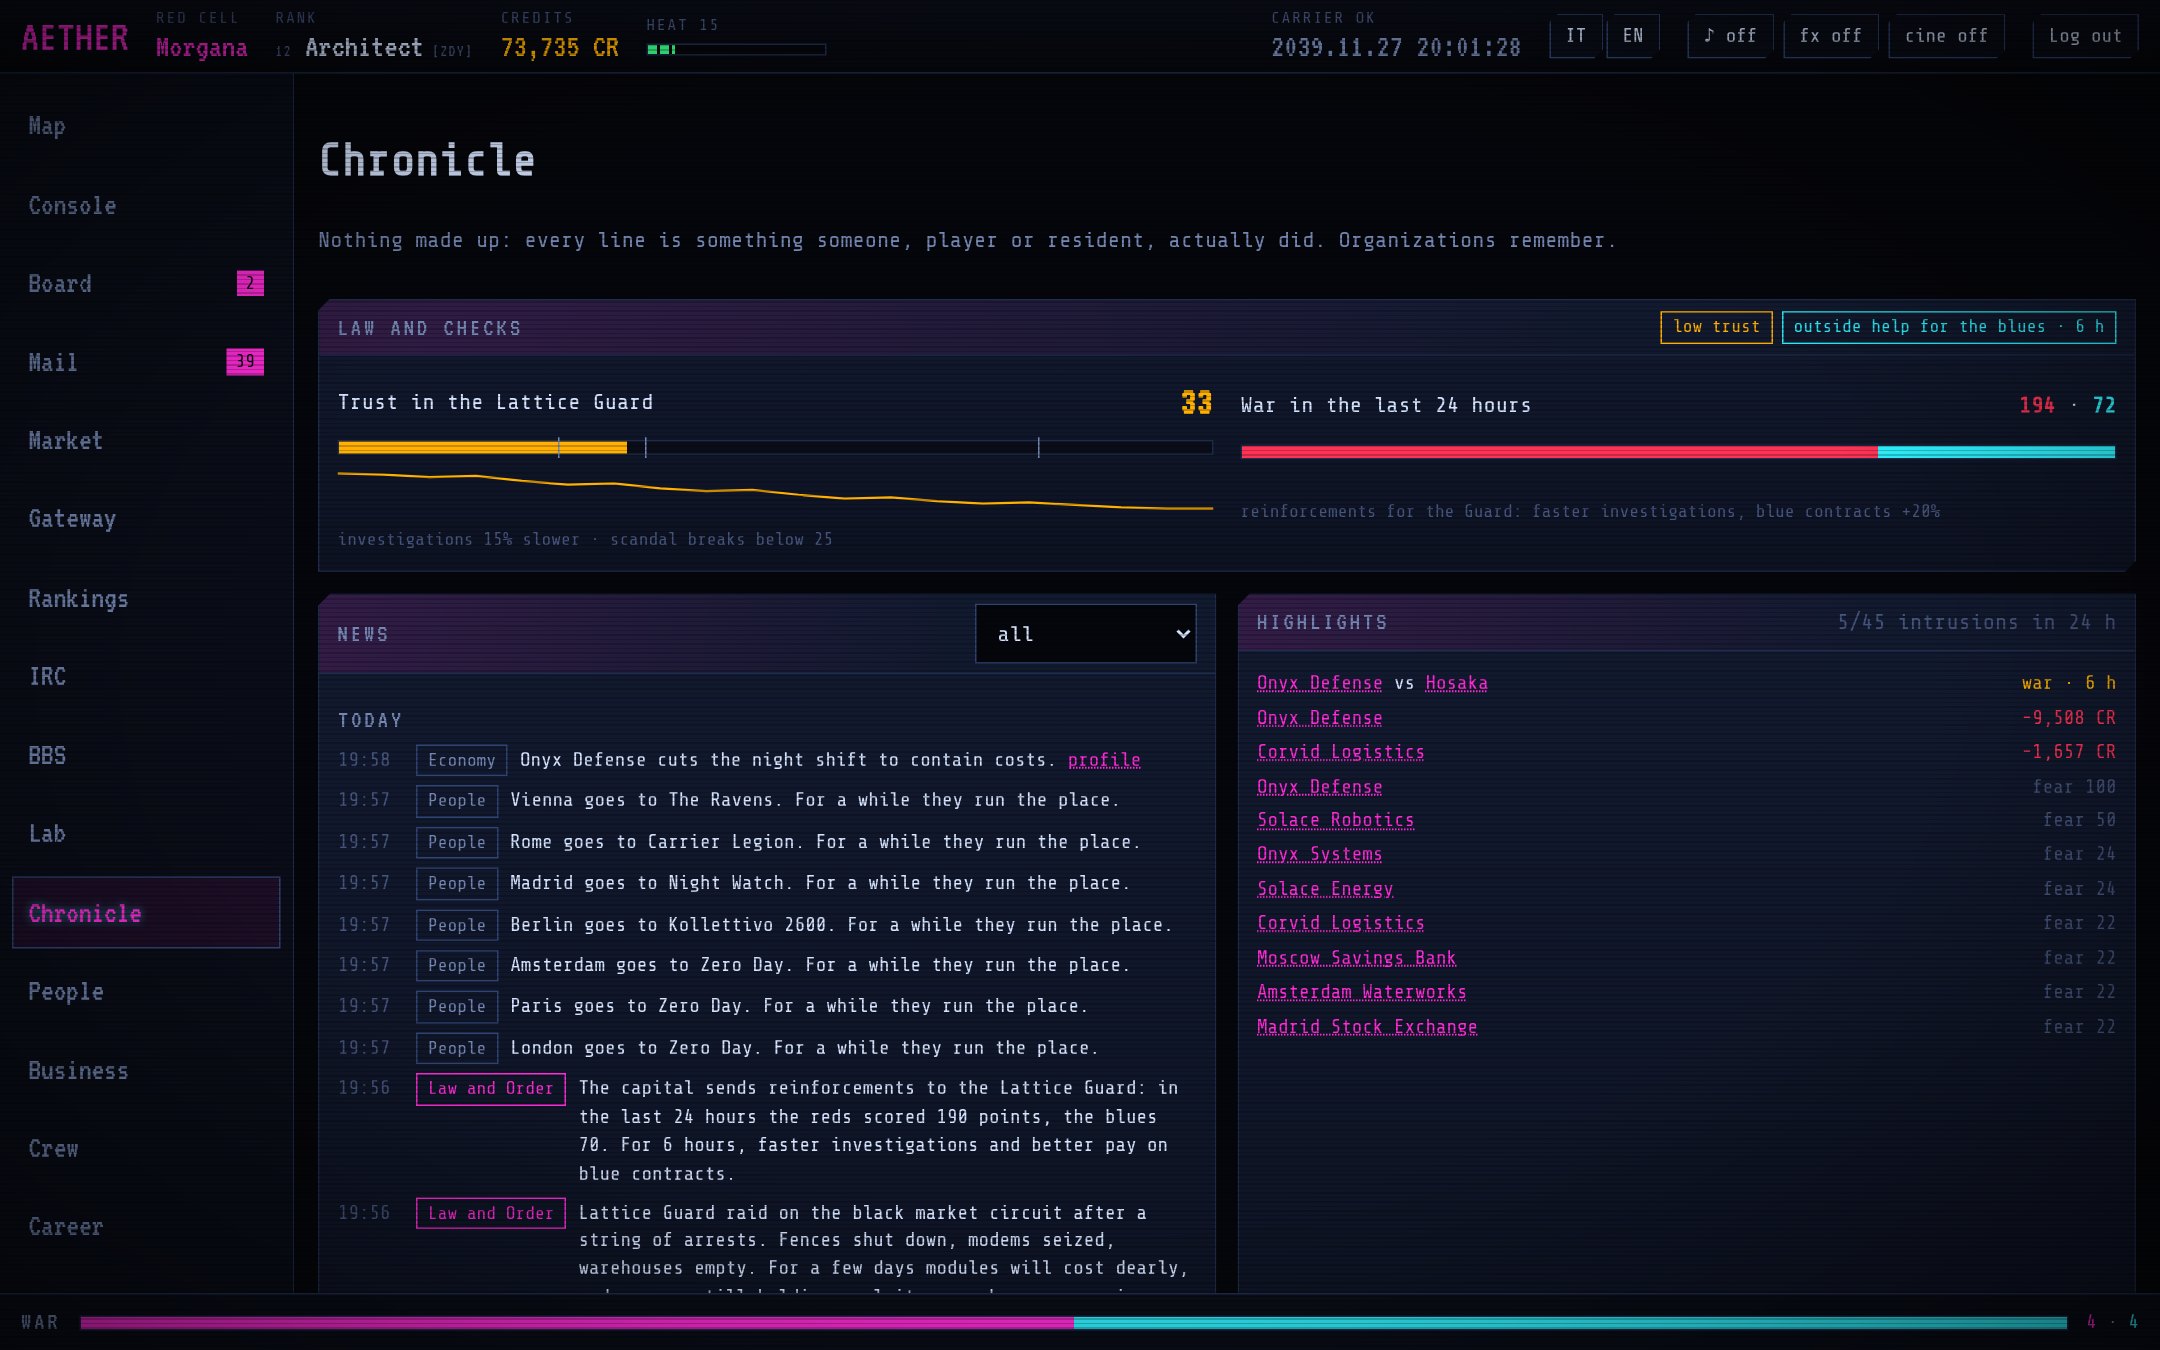 AETHER
RED CELL
Morgana
RANK
12 Architect [ZDY]
CREDITS
73,735 CR
HEAT 15
CARRIER OK
2039.11.27 20:01:28
IT
EN
♪ off
fx off
cine off
Log out
Map
Console
Board 2
Mail 39
Market
Gateway
Rankings
IRC
BBS
Lab
Chronicle
People
Business
Crew
Career
Chronicle
Nothing made up: every line is something someone, player or resident, actually did. Organizations remember.
LAW AND CHECKS
low trust
outside help for the blues · 6 h
Trust in the Lattice Guard 33
investigations 15% slower · scandal breaks below 25
War in the last 24 hours 194 · 72
reinforcements for the Guard: faster investigations, blue contracts +20%
NEWS
all
TODAY
19:58 Economy Onyx Defense cuts the night shift to contain costs. profile
19:57 People Vienna goes to The Ravens. For a while they run the place.
19:57 People Rome goes to Carrier Legion. For a while they run the place.
19:57 People Madrid goes to Night Watch. For a while they run the place.
19:57 People Berlin goes to Kollettivo 2600. For a while they run the place.
19:57 People Amsterdam goes to Zero Day. For a while they run the place.
19:57 People Paris goes to Zero Day. For a while they run the place.
19:57 People London goes to Zero Day. For a while they run the place.
19:56 Law and Order The capital sends reinforcements to the Lattice Guard: in
the last 24 hours the reds scored 190 points, the blues
70. For 6 hours, faster investigations and better pay on
blue contracts.
19:56 Law and Order Lattice Guard raid on the black market circuit after a
string of arrests. Fences shut down, modems seized,
warehouses empty. For a few days modules will cost dearly,
HIGHLIGHTS
5/45 intrusions in 24 h
Onyx Defense vs Hosaka war · 6 h
Onyx Defense -9,508 CR
Corvid Logistics -1,657 CR
Onyx Defense fear 100
Solace Robotics fear 50
Onyx Systems fear 24
Solace Energy fear 24
Corvid Logistics fear 22
Moscow Savings Bank fear 22
Amsterdam Waterworks fear 22
Madrid Stock Exchange fear 22
WAR 4 · 4